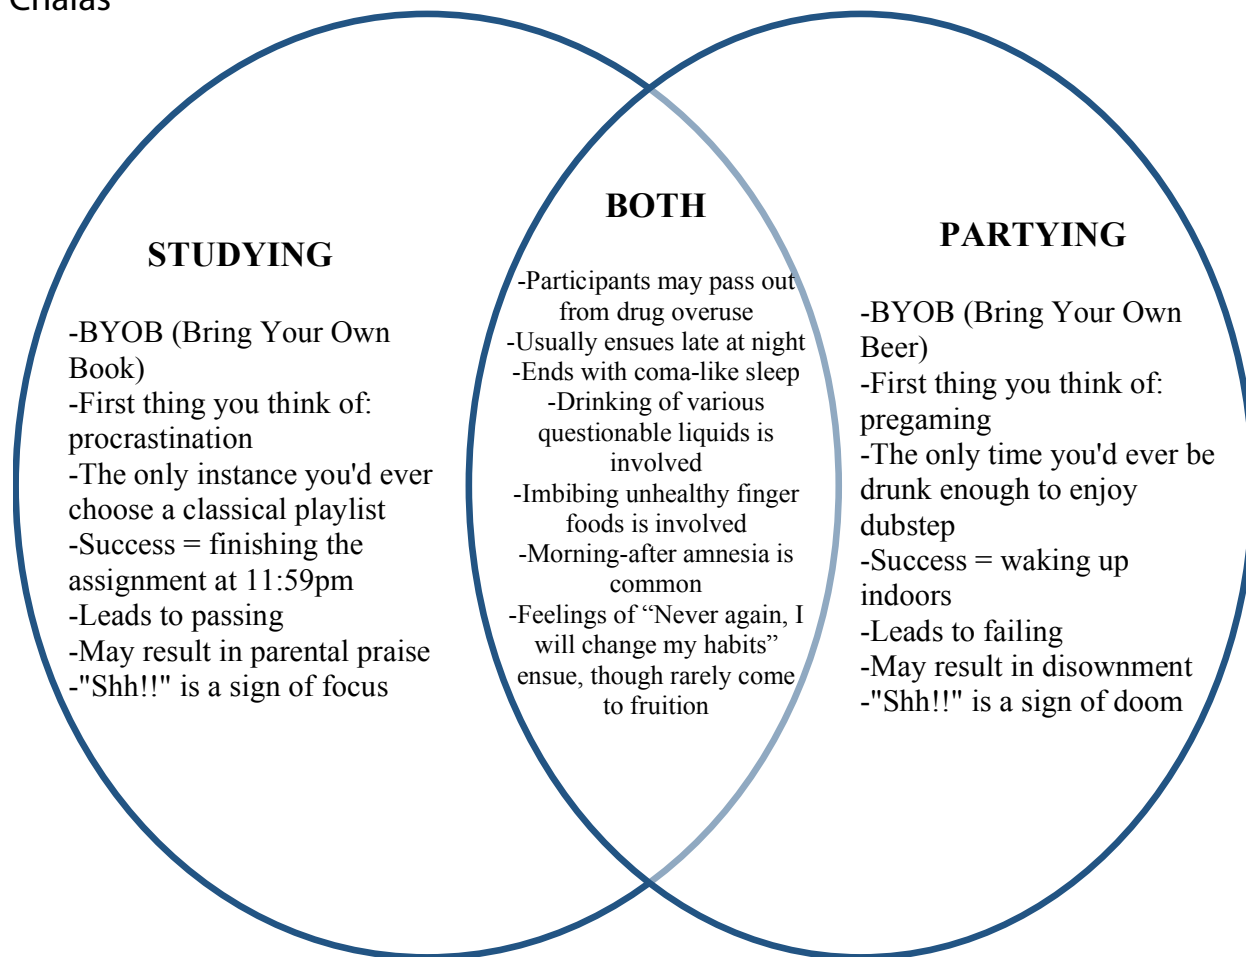 Chalas
STUDYING
-BYOB (Bring Your Own
Book)
-First thing you think of:
procrastination
-The only instance you'd ever
choose a classical playlist
-Success = finishing the
assignment at 11:59pm
-Leads to passing
-May result in parental praise
-"Shh!!" is a sign of focus
BOTH
-Participants may pass out
from drug overuse
-Usually ensues late at night
-Ends with coma-like sleep
-Drinking of various
questionable liquids is
involved
-Imbibing unhealthy finger
foods is involved
-Morning-after amnesia is
common
-Feelings of “Never again, I
will change my habits”
ensue, though rarely come
to fruition
PARTYING
-BYOB (Bring Your Own
Beer)
-First thing you think of:
pregaming
-The only time you'd ever be
drunk enough to enjoy
dubstep
-Success = waking up
indoors
-Leads to failing
-May result in disownment
-"Shh!!" is a sign of doom